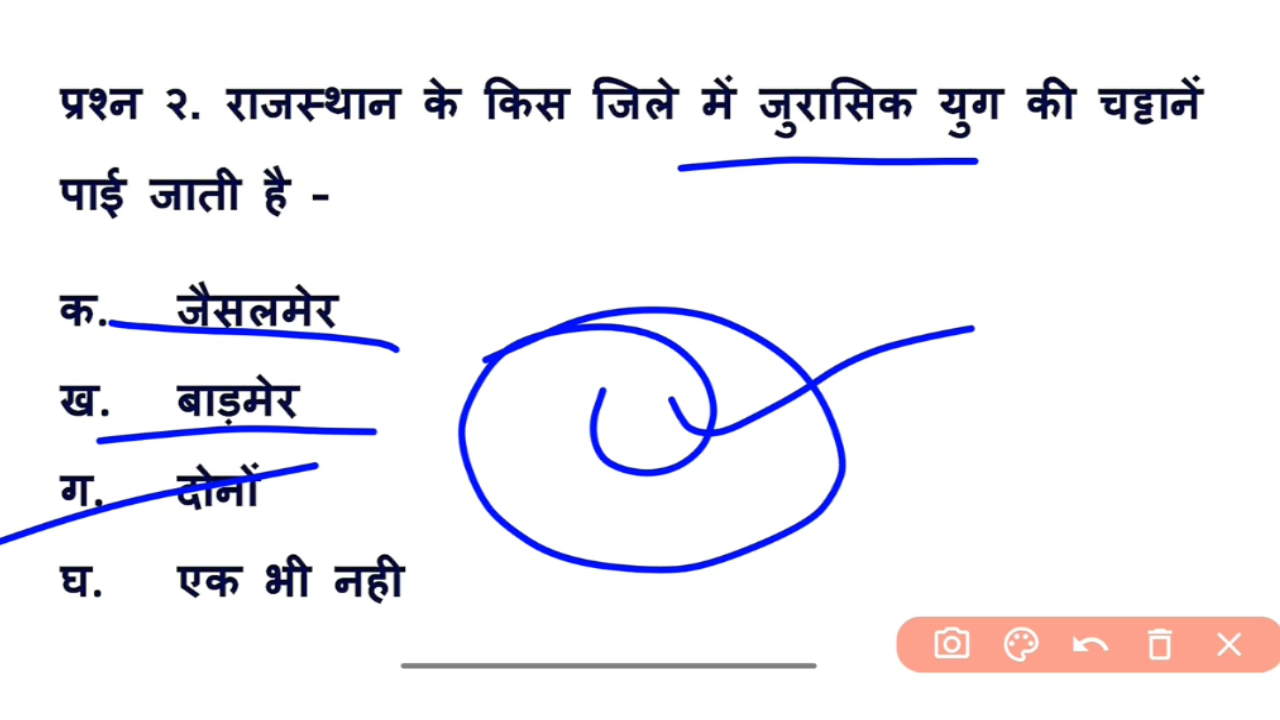 प्रश्न २. राजस्थान के किस जिले में जुरासिक युग की चट्टानें
पाई जाती है -
क. जैसलमेर
ख. बाड़मेर
ग. दोनों
घ. एक भी नही